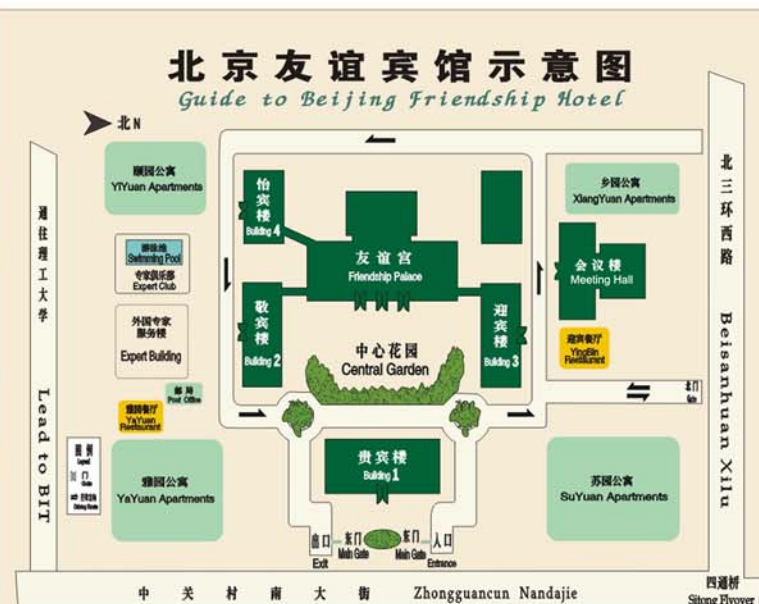 北京友谊宾馆示意图
Guide to Beijing Friendship Hotel
北N
颐园公寓
YIYuan Apartments
游泳池
Swimming Pool
专家俱乐部
Expert Club
外国专家
服务楼
Expert Building
邮局
Post Office
雅园餐厅
YaYuan
Restaurant
雅园公寓
YaYuan Apartments
图例
Legend
门
通往理工大学
Lead to BIT
怡宾楼
Building 4
友谊宫
Friendship Palace
敬宾楼
Building 2
迎宾楼
Building 3
中心花园
Central Garden
贵宾楼
Building 1
出口
Exit
东门
Main Gate
东门
Main Gate
入口
Entrance
乡园公寓
XiangYuan Apartments
会议楼
Meeting Hall
迎宾餐厅
YingBin
Restaurant
北门
Gate
苏园公寓
SuYuan Apartments
北三环西路
Beisanhuan Xilu
中关村南大街 Zhongguancun Nandajie
四通桥
Sitong Flyover